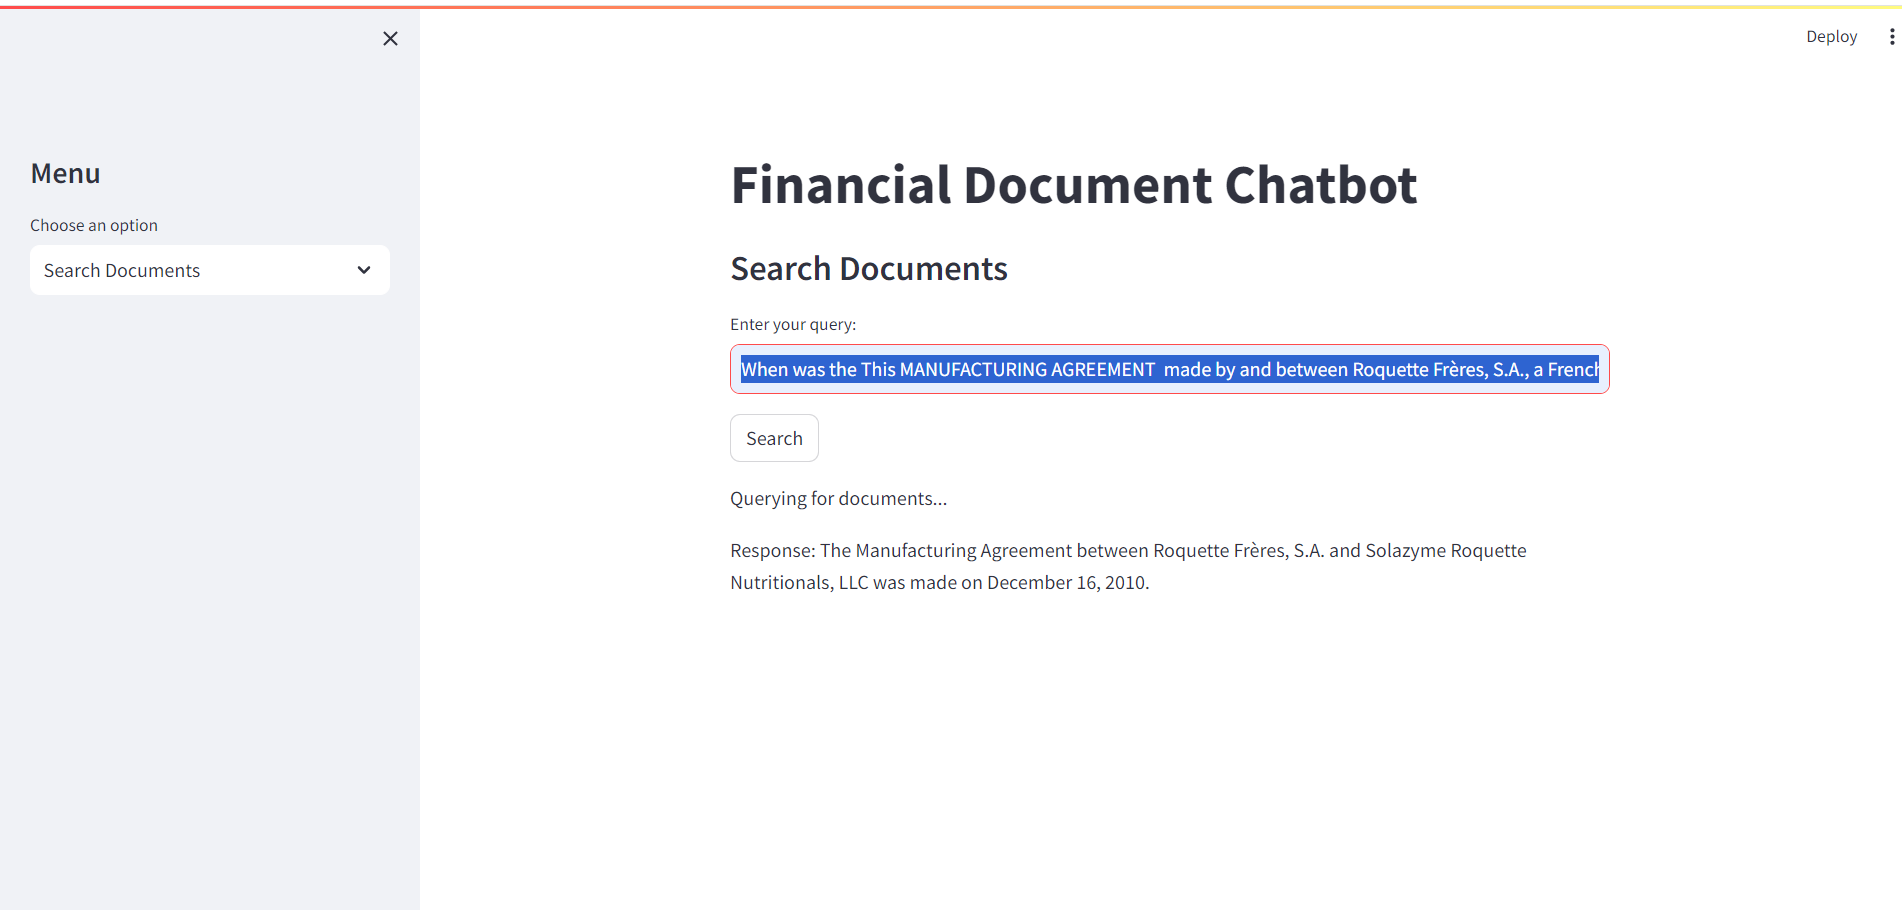 Deploy
Menu
Choose an option
Search Documents
Financial Document Chatbot
Search Documents
Enter your query:
When was the This MANUFACTURING AGREEMENT  made by and between Roquette Frères, S.A., a French
Search
Querying for documents...
Response: The Manufacturing Agreement between Roquette Frères, S.A. and Solazyme Roquette
Nutritionals, LLC was made on December 16, 2010.